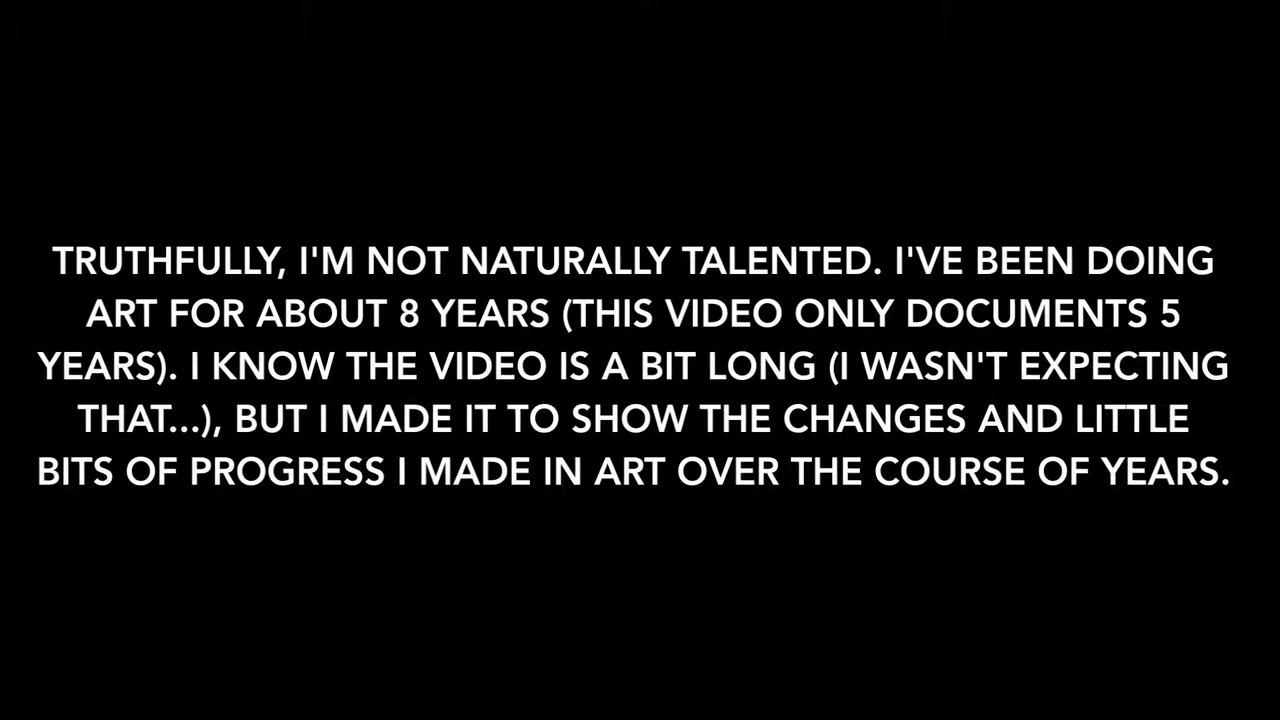 TRUTHFULLY, I'M NOT NATURALLY TALENTED. I'VE BEEN DOING
ART FOR ABOUT 8 YEARS (THIS VIDEO ONLY DOCUMENTS 5
YEARS). I KNOW THE VIDEO IS A BIT LONG (I WASN'T EXPECTING
THAT...), BUT I MADE IT TO SHOW THE CHANGES AND LITTLE
BITS OF PROGRESS I MADE IN ART OVER THE COURSE OF YEARS.